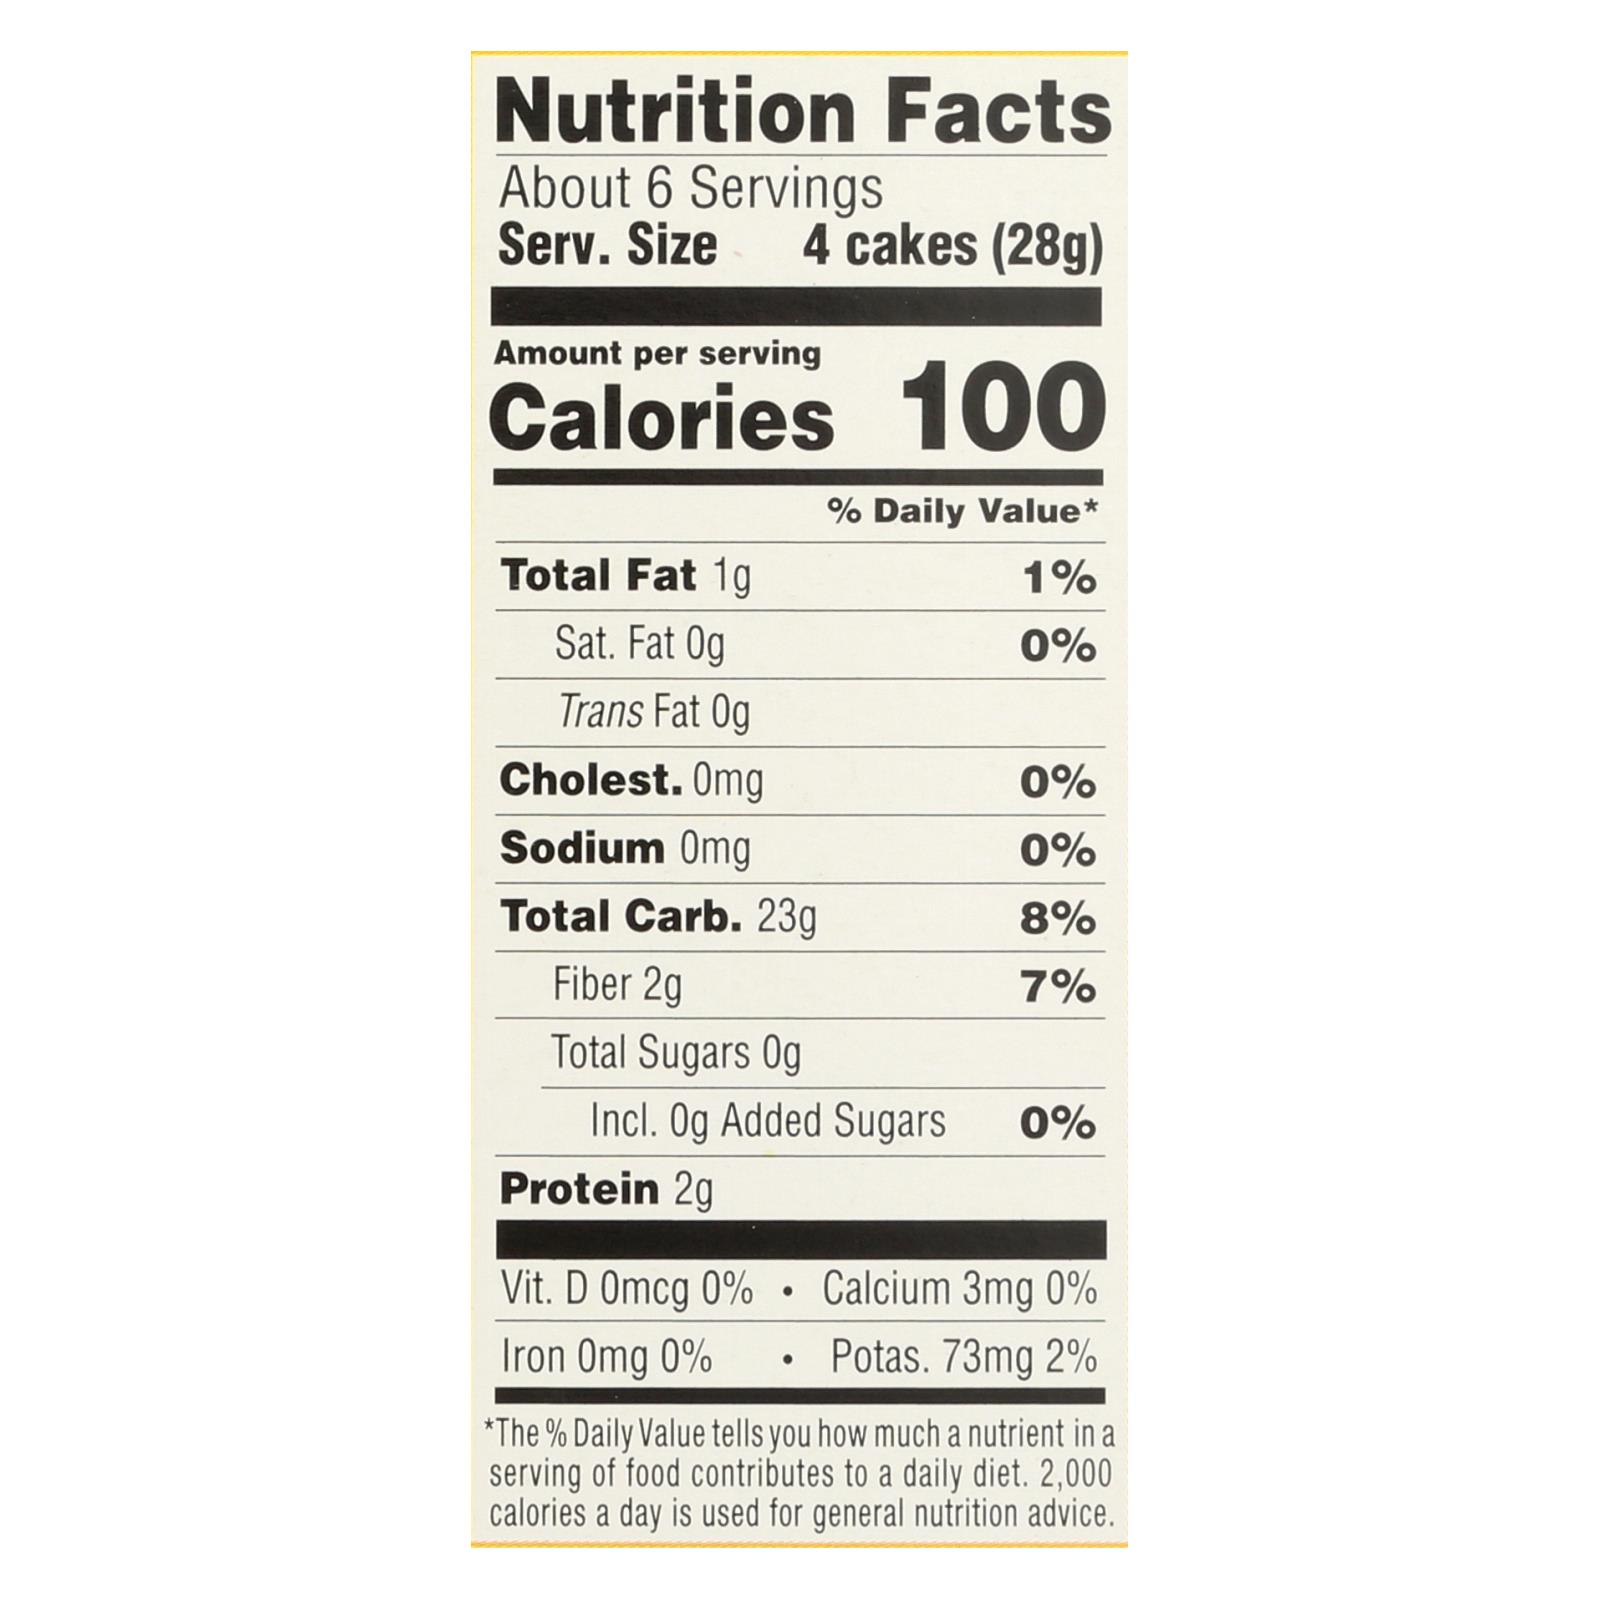 Nutrition Facts
About 6 Servings
Serv. Size 4 cakes (28g)
Amount per serving
Calories 100
% Daily Value*
Total Fat 1g 1%
Sat. Fat 0g 0%
Trans Fat 0g
Cholest. 0mg 0%
Sodium 0mg 0%
Total Carb. 23g 8%
Fiber 2g 7%
Total Sugars 0g
Incl. 0g Added Sugars 0%
Protein 2g
Vit. D 0mcg 0% • Calcium 3mg 0%
Iron 0mg 0% • Potas. 73mg 2%
*The % Daily Value tells you how much a nutrient in a
serving of food contributes to a daily diet. 2,000
calories a day is used for general nutrition advice.